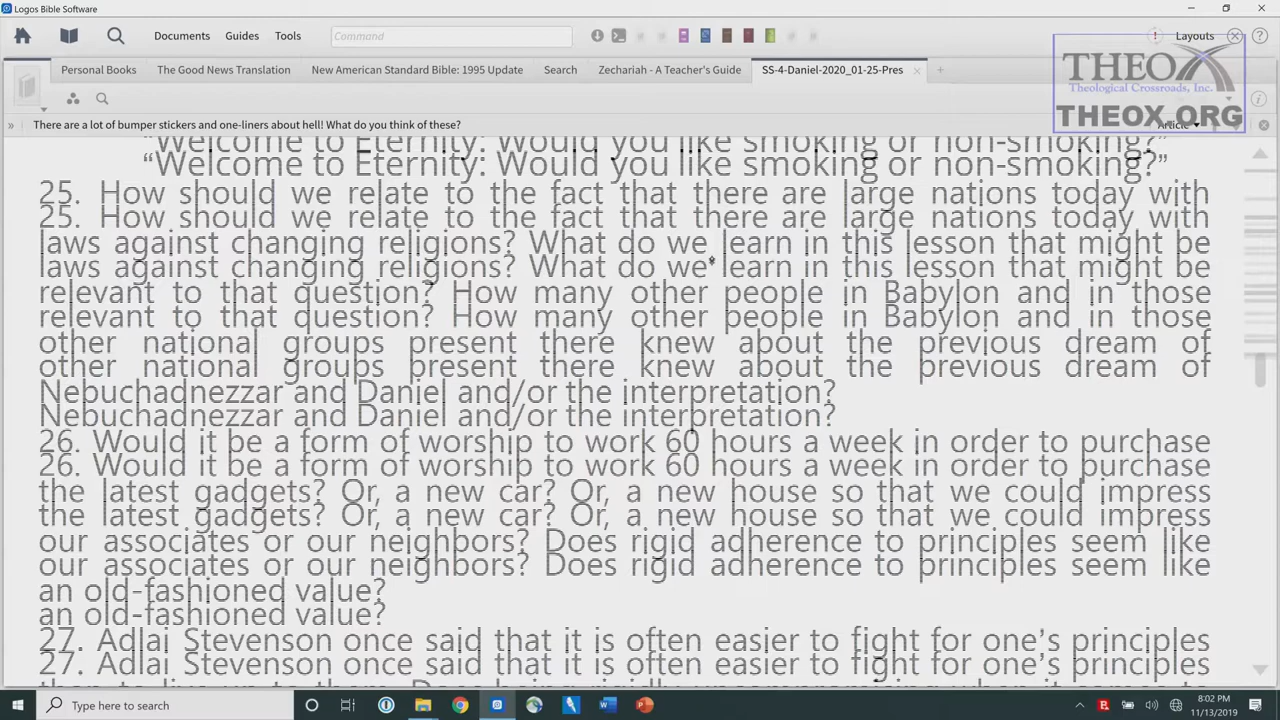 Logos Bible Software
Documents Guides Tools Command Layouts
THEOX
Theological Crossroads, Inc.
THEOX.ORG
Personal Books The Good News Translation New American Standard Bible: 1995 Update Search Zechariah - A Teacher's Guide SS-4-Daniel-2020_01-25-Pres
There are a lot of bumper stickers and one-liners about hell! What do you think of these? Article
“Welcome to Eternity: Would you like smoking or non-smoking?”
“Welcome to Eternity: Would you like smoking or non-smoking?”
25. How should we relate to the fact that there are large nations today with
25. How should we relate to the fact that there are large nations today with
laws against changing religions? What do we learn in this lesson that might be
laws against changing religions? What do we learn in this lesson that might be
relevant to that question? How many other people in Babylon and in those
relevant to that question? How many other people in Babylon and in those
other national groups present there knew about the previous dream of
other national groups present there knew about the previous dream of
Nebuchadnezzar and Daniel and/or the interpretation?
Nebuchadnezzar and Daniel and/or the interpretation?
26. Would it be a form of worship to work 60 hours a week in order to purchase
26. Would it be a form of worship to work 60 hours a week in order to purchase
the latest gadgets? Or, a new car? Or, a new house so that we could impress
the latest gadgets? Or, a new car? Or, a new house so that we could impress
our associates or our neighbors? Does rigid adherence to principles seem like
our associates or our neighbors? Does rigid adherence to principles seem like
an old-fashioned value?
an old-fashioned value?
27. Adlai Stevenson once said that it is often easier to fight for one’s principles
27. Adlai Stevenson once said that it is often easier to fight for one’s principles
than to live up to them. Does being rigidly uncompromising when it comes to
Type here to search
8:02 PM
11/13/2019